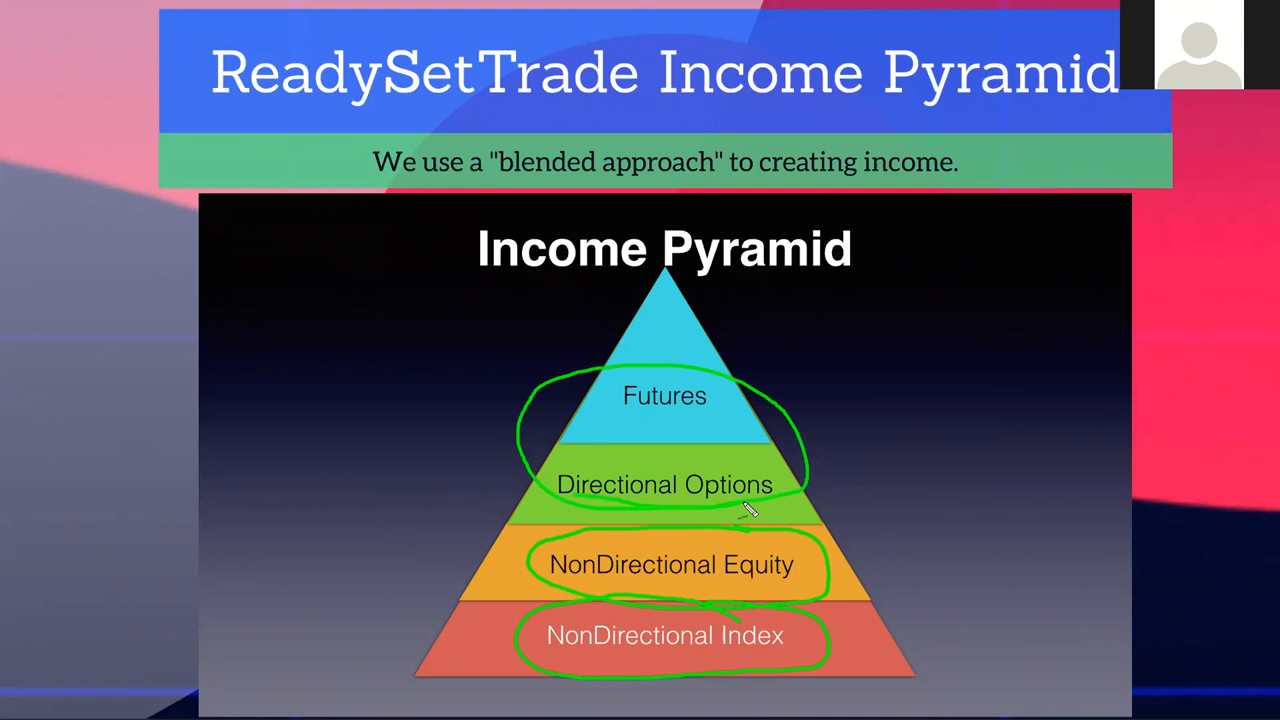 ReadySetTrade Income Pyramid
We use a "blended approach" to creating income.
Income Pyramid
Futures
Directional Options
NonDirectional Equity
NonDirectional Index